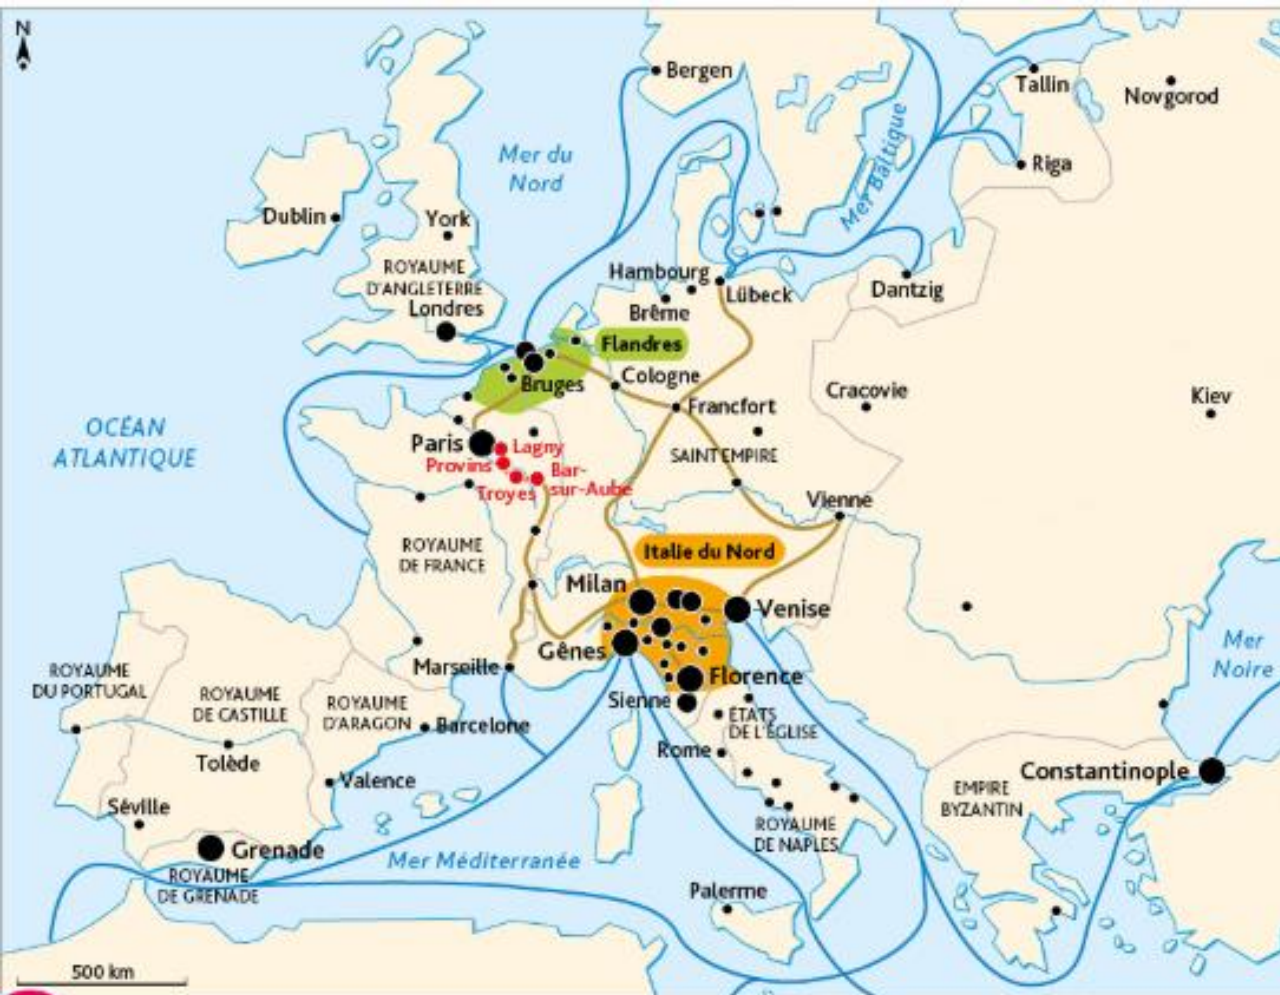 N
Bergen
Tallin
Novgorod
Mer du
Nord
Mer Baltique
Riga
Dublin
York
ROYAUME
D'ANGLETERRE
Londres
Hambourg
Lübeck
Brême
Dantzig
Flandres
Bruges
Cologne
Cracovie
Kiev
Francfort
OCÉAN
ATLANTIQUE
Paris
Lagny
Provins
Bar-
sur-Aube
Troyes
SAINT EMPIRE
Vienne
ROYAUME
DE FRANCE
Italie du Nord
Milan
Venise
Gênes
Mer
Noire
Marseille
Florence
ROYAUME
DU PORTUGAL
ROYAUME
DE CASTILLE
ROYAUME
D'ARAGON
Barcelone
Sienne
ÉTATS
DE L'ÉGLISE
Rome
Tolède
Valence
Constantinople
EMPIRE
BYZANTIN
Séville
Grenade
ROYAUME
DE NAPLES
Mer Méditerranée
ROYAUME
DE GRENADE
Palerme
500 km